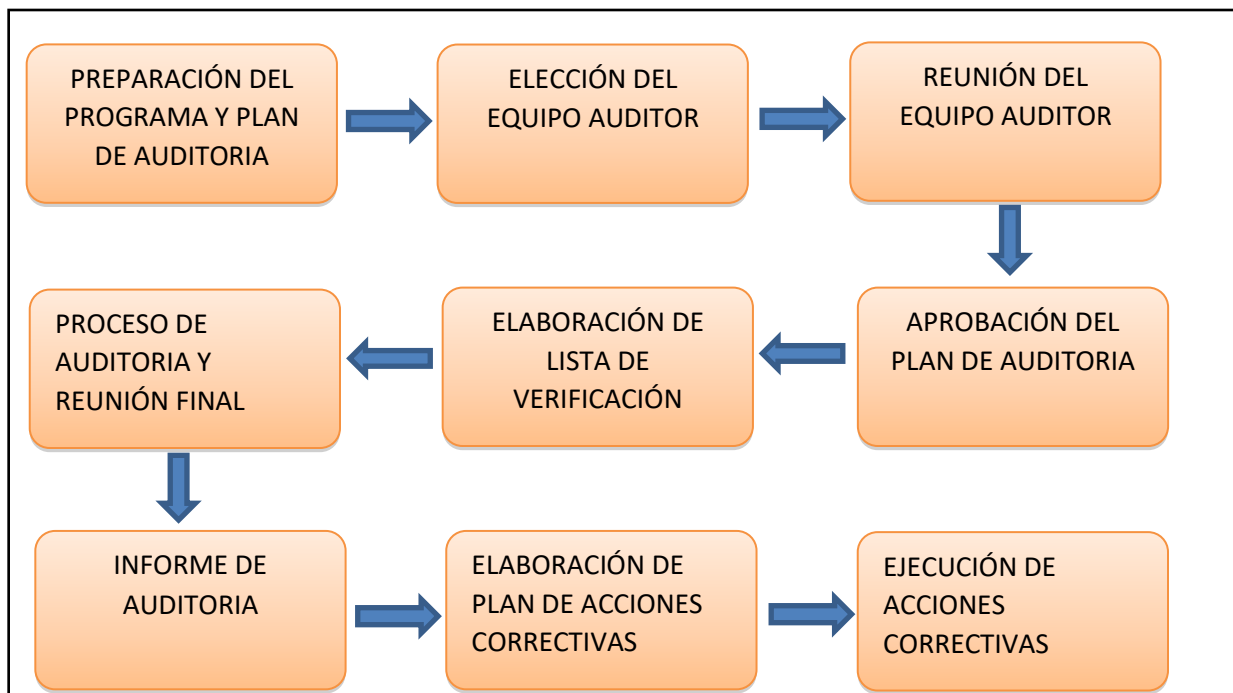 PREPARACIÓN DEL
PROGRAMA Y PLAN
DE AUDITORIA
ELECCIÓN DEL
EQUIPO AUDITOR
REUNIÓN DEL
EQUIPO AUDITOR
APROBACIÓN DEL
PLAN DE AUDITORIA
ELABORACIÓN DE
LISTA DE
VERIFICACIÓN
PROCESO DE
AUDITORIA Y
REUNIÓN FINAL
INFORME DE
AUDITORIA
ELABORACIÓN DE
PLAN DE ACCIONES
CORRECTIVAS
EJECUCIÓN DE
ACCIONES
CORRECTIVAS